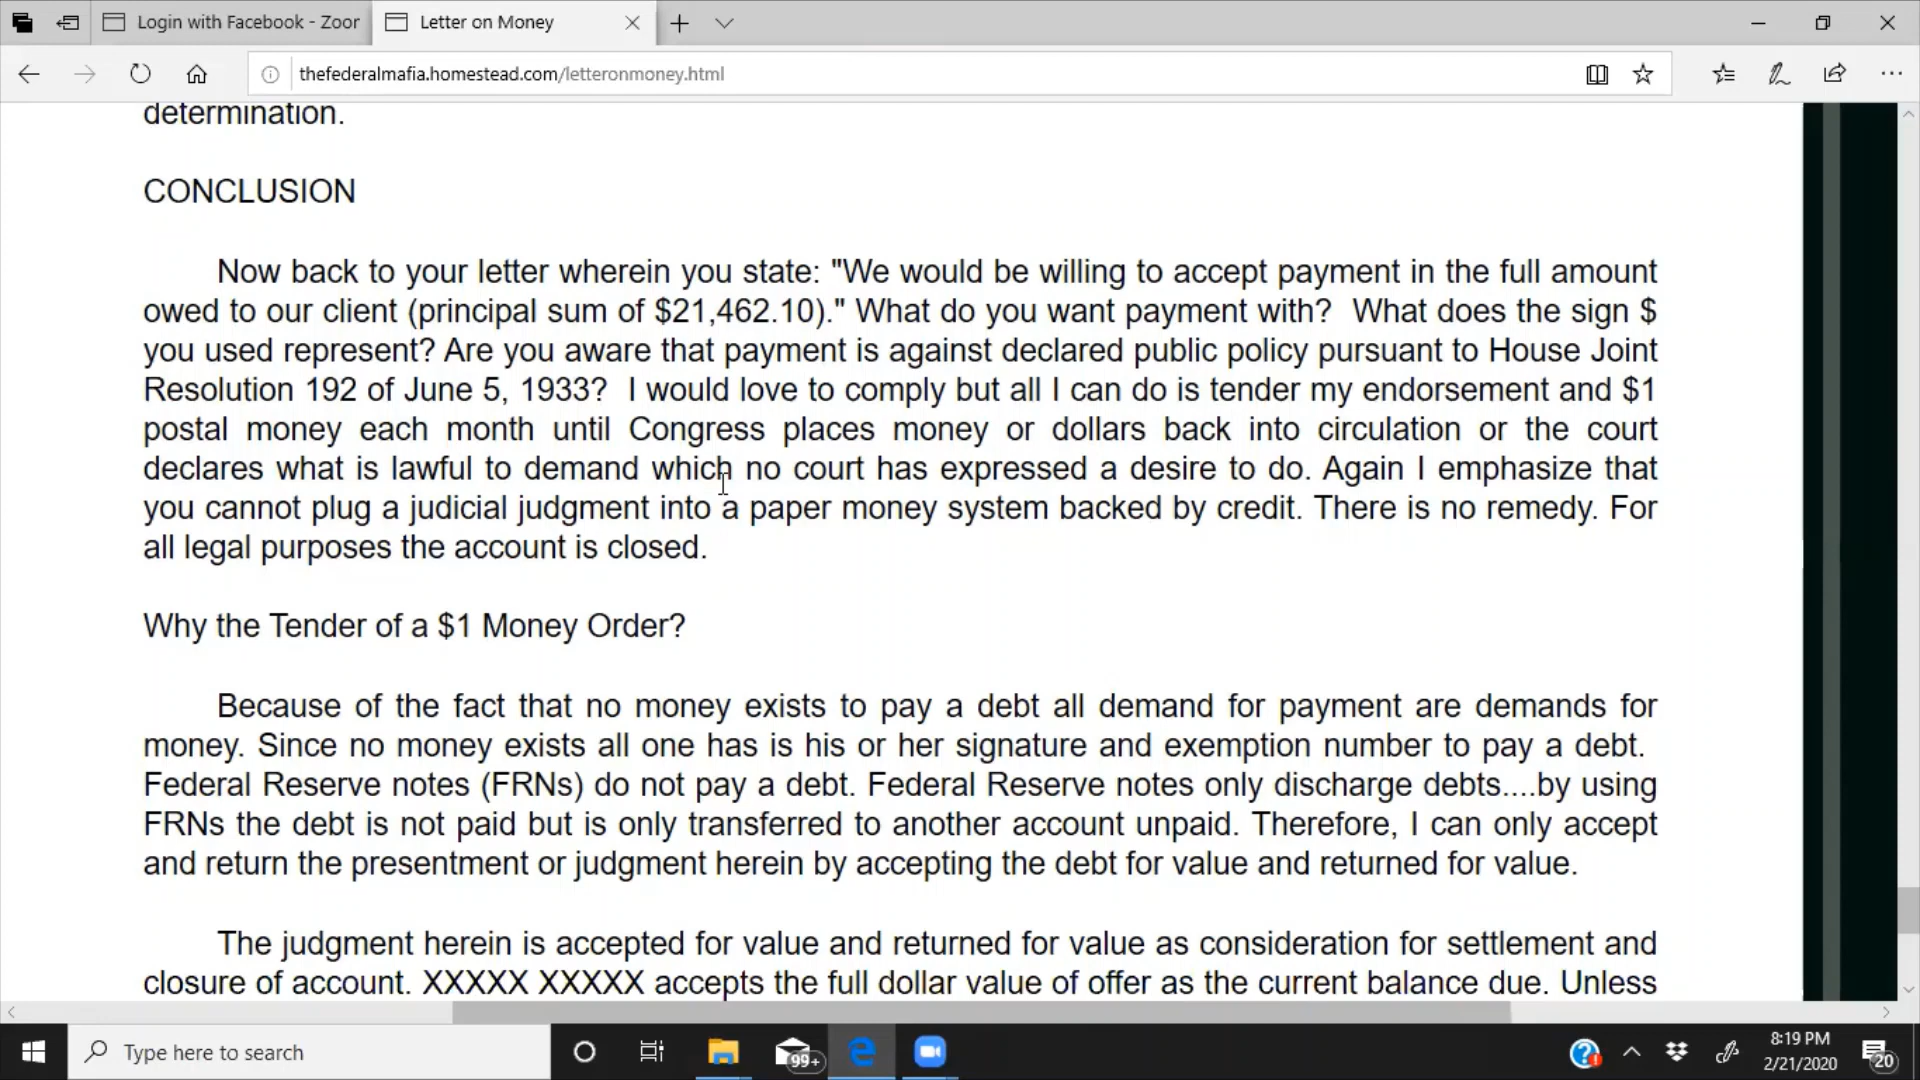 Login with Facebook - Zoor
Letter on Money
thefederalmafia.homestead.com/letteronmoney.html
determination.
CONCLUSION
Now back to your letter wherein you state: "We would be willing to accept payment in the full amount
owed to our client (principal sum of $21,462.10)." What do you want payment with?  What does the sign $
you used represent? Are you aware that payment is against declared public policy pursuant to House Joint
Resolution 192 of June 5, 1933?  I would love to comply but all I can do is tender my endorsement and $1
postal money each month until Congress places money or dollars back into circulation or the court
declares what is lawful to demand which no court has expressed a desire to do. Again I emphasize that
you cannot plug a judicial judgment into a paper money system backed by credit. There is no remedy. For
all legal purposes the account is closed.
Why the Tender of a $1 Money Order?
Because of the fact that no money exists to pay a debt all demand for payment are demands for
money. Since no money exists all one has is his or her signature and exemption number to pay a debt.
Federal Reserve notes (FRNs) do not pay a debt. Federal Reserve notes only discharge debts....by using
FRNs the debt is not paid but is only transferred to another account unpaid. Therefore, I can only accept
and return the presentment or judgment herein by accepting the debt for value and returned for value.
The judgment herein is accepted for value and returned for value as consideration for settlement and
closure of account. XXXXX XXXXX accepts the full dollar value of offer as the current balance due. Unless
Type here to search
99+
8:19 PM
2/21/2020
20